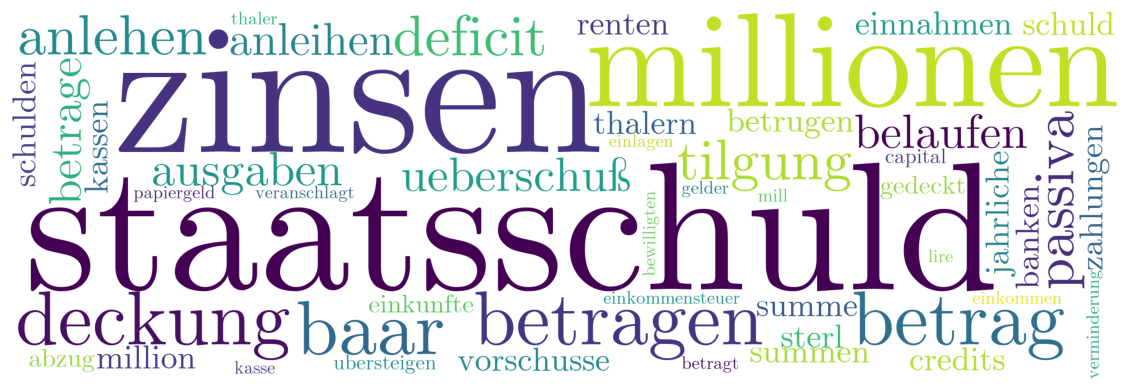 thaler
anlehen
anleihen
deficit
renten
einnahmen
schuld
schulden
betrage
kassen
zinsen
millionen
thalern
einlagen
betrugen
belaufen
ausgaben
ueberschuß
tilgung
capital
gedeckt
papiergeld
veranschlagt
gelder
mill
bewilligten
staatsschuld
lire
jahrliche
banken
passiva
zahlungen
verminderung
deckung
baar
einkunfte
betragen
einkommensteuer
summe
sterl
betrag
einkommen
abzug
million
kasse
ubersteigen
vorschusse
betragt
summen
credits